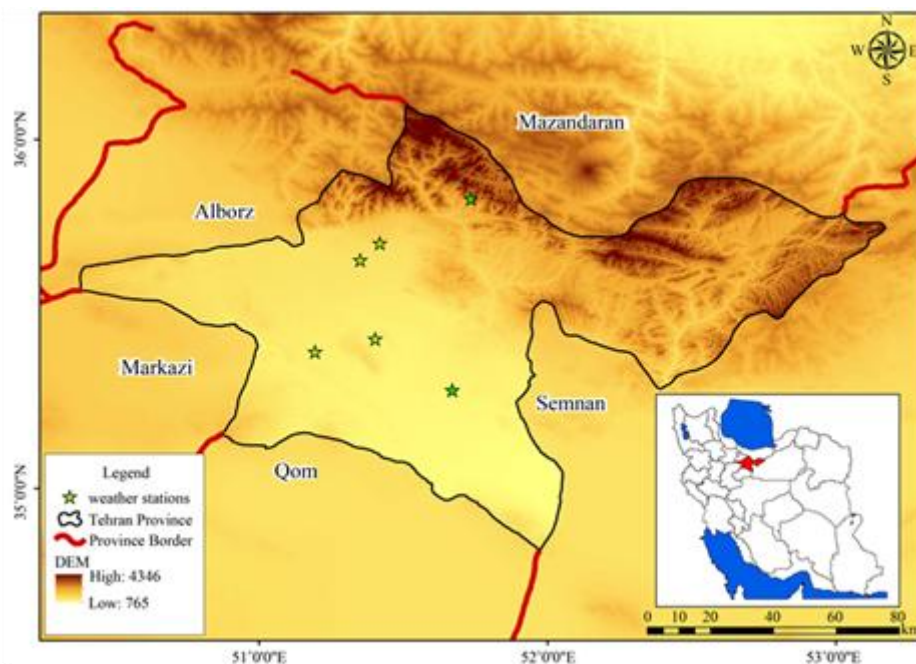 N
W E
S
36°0'0"N
Mazandaran
Alborz
Markazi
Semnan
Qom
35°0'0"N
Legend
weather stations
Tehran Province
Province Border
DEM
High: 4346
Low: 765
0 5 10 20 30 40 60 80
km
51°0'0"E 52°0'0"E 53°0'0"E